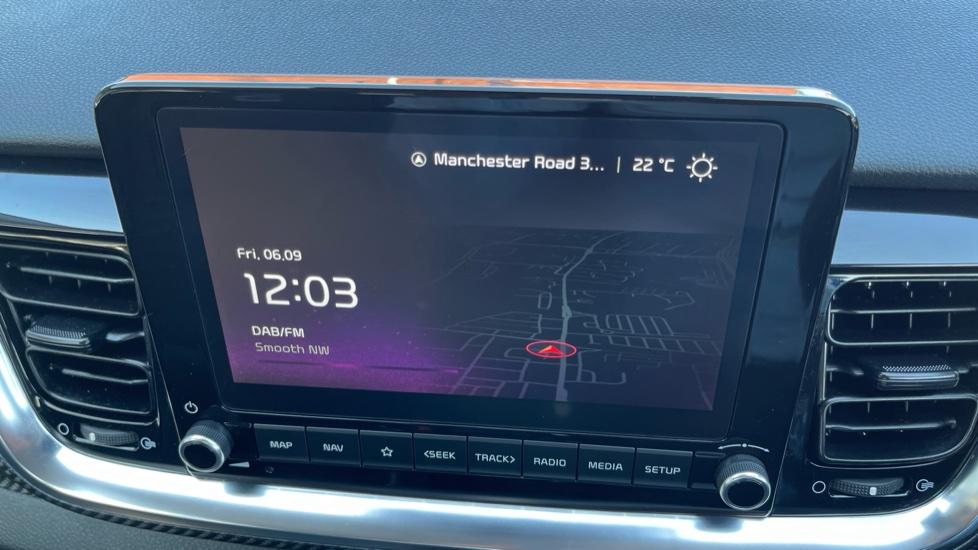 Manchester Road 3... | 22 °C
Fri, 06.09
12:03
DAB/FM
Smooth NW
MAP NAV <SEEK TRACK> RADIO MEDIA SETUP